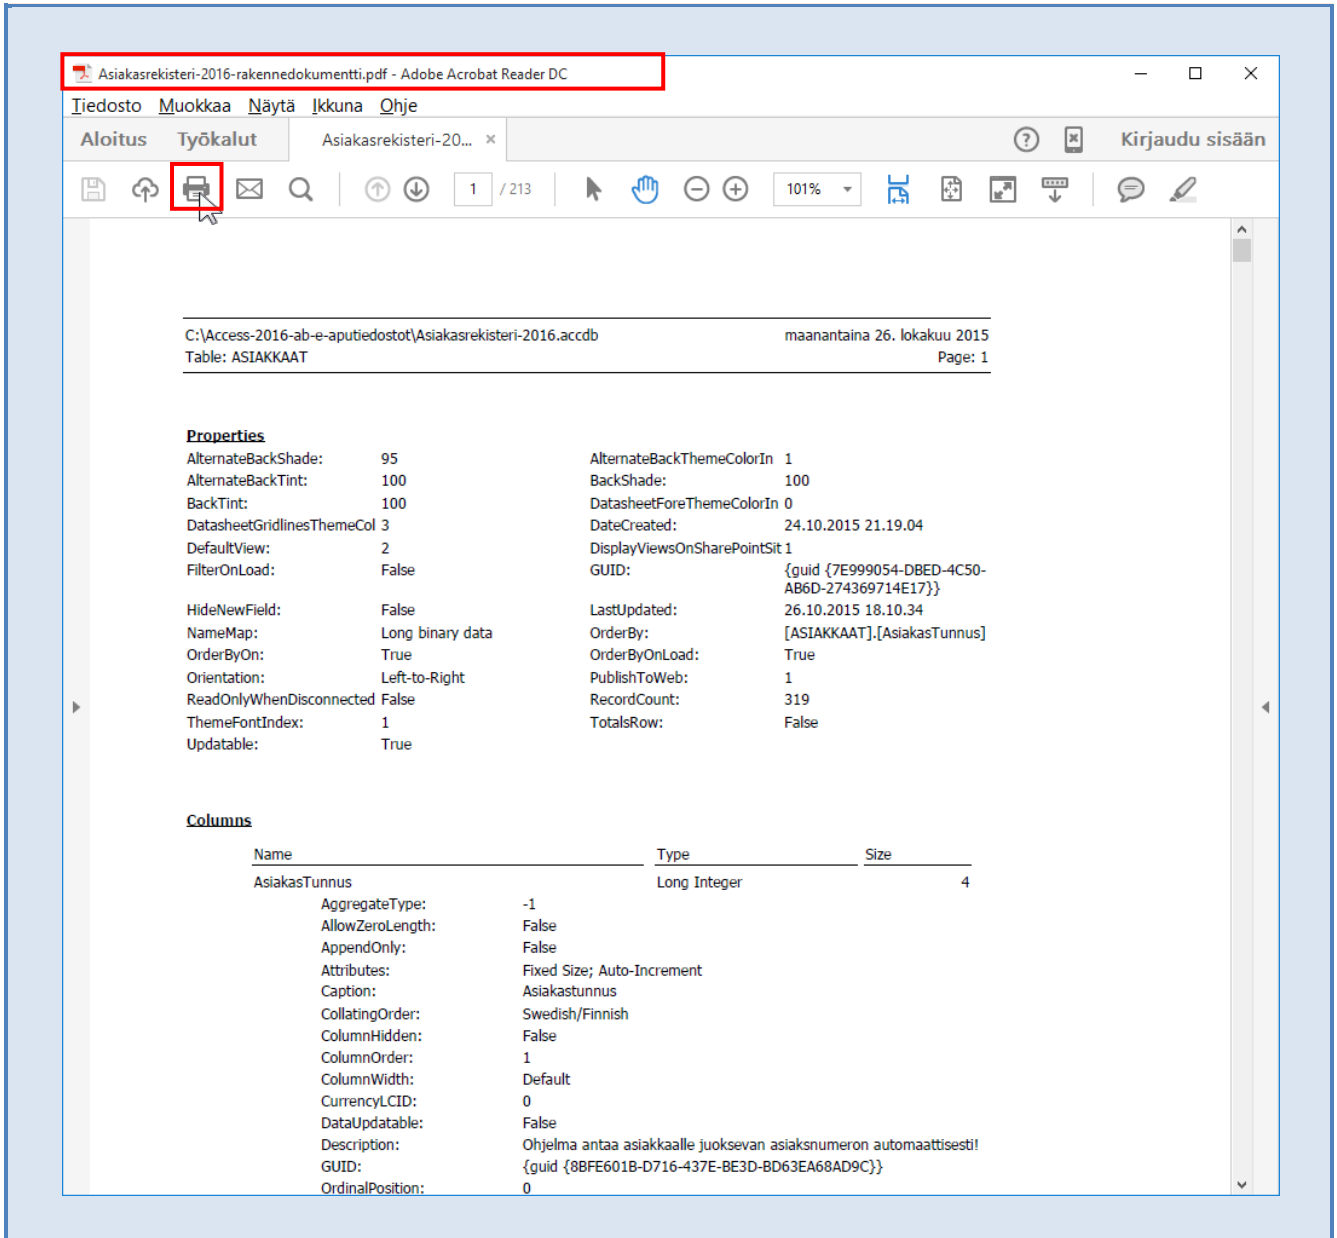 Asiakasrekisteri-2016-rakennedokumentti.pdf - Adobe Acrobat Reader DC
Tiedosto Muokkaa Näytä Ikkuna Ohje
Aloitus Työkalut Asiakasrekisteri-20... × ? Kirjaudu sisään
1 / 213 101%
C:\Access-2016-ab-e-aputiedostot\Asiakasrekisteri-2016.accdb maanantaina 26. lokakuu 2015
Table: ASIAKKAAT Page: 1
Properties
AlternateBackShade: 95 AlternateBackThemeColorIn 1
AlternateBackTint: 100 BackShade: 100
BackTint: 100 DatasheetForeThemeColorIn 0
DatasheetGridlinesThemeCol 3 DateCreated: 24.10.2015 21.19.04
DefaultView: 2 DisplayViewsOnSharePointSit 1
FilterOnLoad: False GUID: {guid {7E999054-DBED-4C50-
AB6D-274369714E17}}
HideNewField: False LastUpdated: 26.10.2015 18.10.34
NameMap: Long binary data OrderBy: [ASIAKKAAT].[AsiakasTunnus]
OrderByOn: True OrderByOnLoad: True
Orientation: Left-to-Right PublishToWeb: 1
ReadOnlyWhenDisconnected False RecordCount: 319
ThemeFontIndex: 1 TotalsRow: False
Updatable: True
Columns
Name Type Size
AsiakasTunnus Long Integer 4
AggregateType: -1
AllowZeroLength: False
AppendOnly: False
Attributes: Fixed Size; Auto-Increment
Caption: Asiakastunnus
CollatingOrder: Swedish/Finnish
ColumnHidden: False
ColumnOrder: 1
ColumnWidth: Default
CurrencyLCID: 0
DataUpdatable: False
Description: Ohjelma antaa asiakkaalle juoksevan asiaksnumeron automaattisesti!
GUID: {guid {8BFE601B-D716-437E-BE3D-BD63EA68AD9C}}
OrdinalPosition: 0